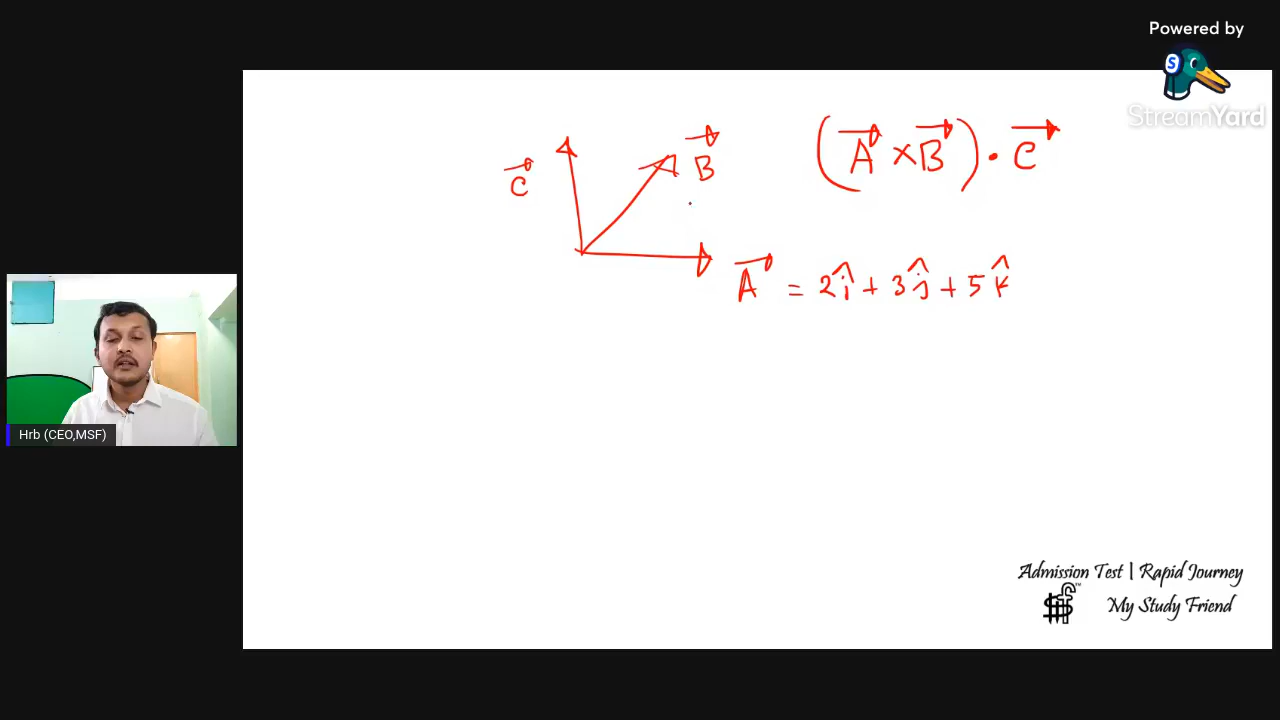 Powered by
StreamYard
(A⃗ × B⃗) · C⃗
B⃗
C⃗
A⃗ = 2î + 3ĵ + 5k̂
Hrb (CEO,MSF)
Admission Test | Rapid Journey
My Study Friend